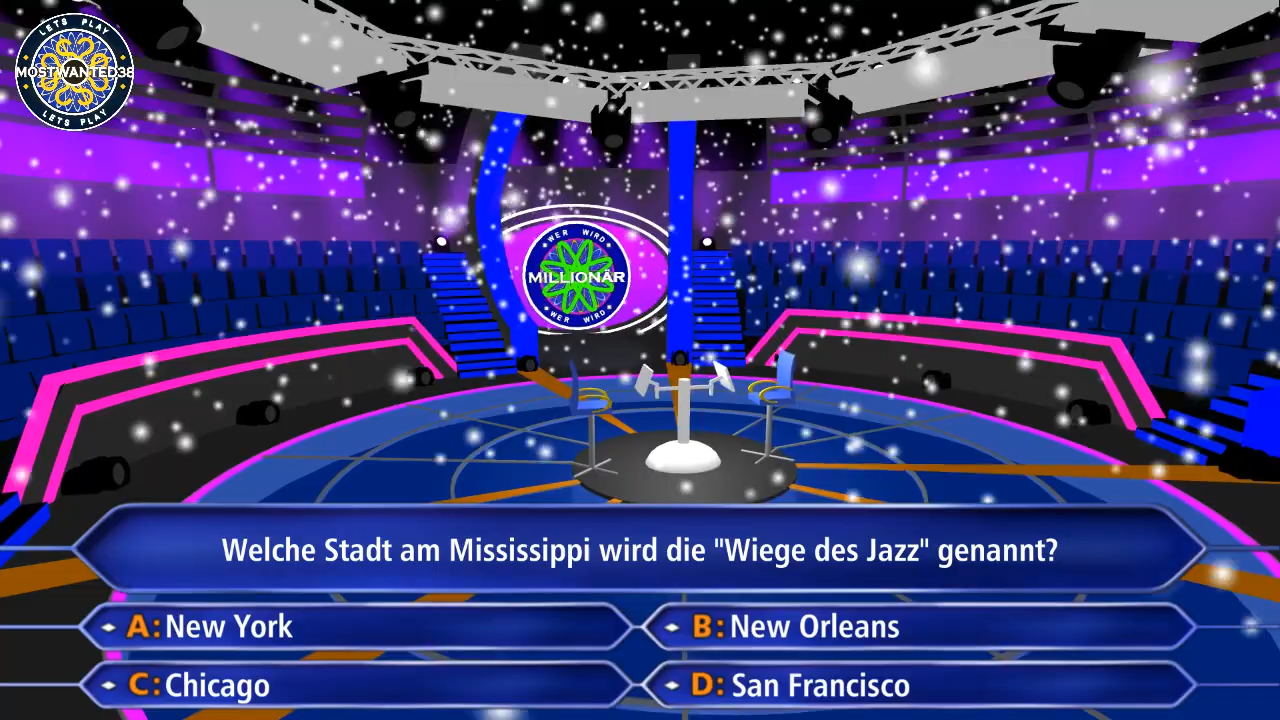 LETS PLAY
MOSTWANTED38
LETS PLAY
WER WIRD
MILLIONÄR
WER WIRD
Welche Stadt am Mississippi wird die "Wiege des Jazz" genannt?
A: New York
B: New Orleans
C: Chicago
D: San Francisco